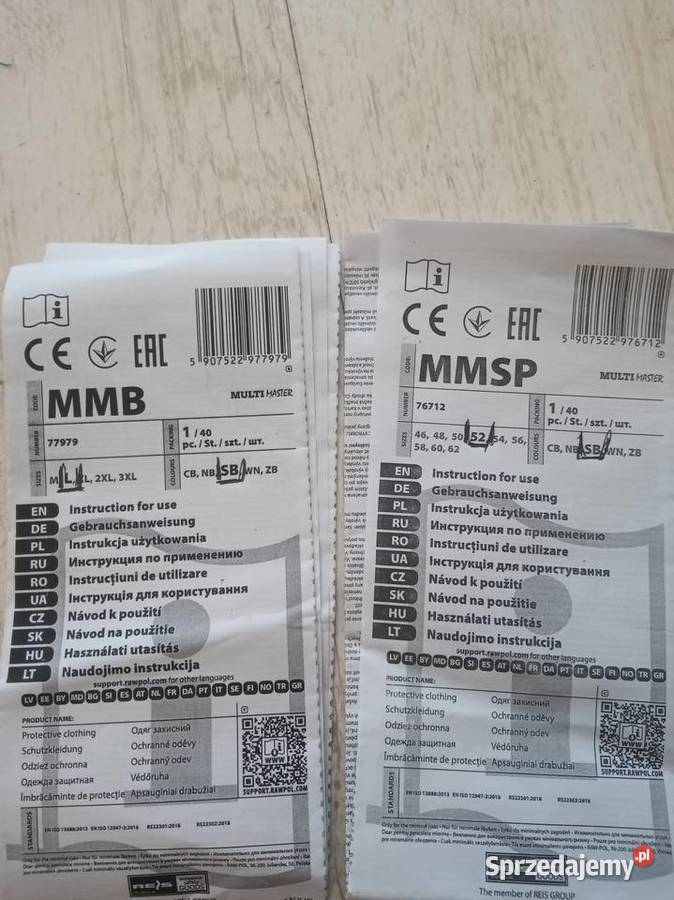 CE EAC
5 907522 977979
CODE:
MMB
MULTI MASTER
NUMBER
77979
PACKING
1 / 40
pc. / St. / szt. / шт.
SIZES
M, L, XL, 2XL, 3XL
COLOURS
CB, NB, SB, WN, ZB
EN Instruction for use
DE Gebrauchsanweisung
PL Instrukcja użytkowania
RU Инструкция по применению
RO Instrucțiuni de utilizare
UA Інструкція для користування
CZ Návod k použití
SK Návod na použitie
HU Használati utasítás
LT Naudojimo instrukcija
support.rawpol.com for other languages
LV EE BY MD BG SI ES AT NL FR DA PT IT SE FI NO TR GR
PRODUCT NAME:
Protective clothing Одяг захисний
Schutzkleidung Ochranné oděvy
Odzież ochronna Ochranný odev
Одежда защитная Védőruha
Îmbrăcăminte de protecție Apsauginiai drabužiai
WWW
SUPPORT.RAWPOL.COM
STANDARDS
EN ISO 13688:2013 EN ISO 12947-2:2016 RS22301:2018 RS22302:2018
REIS
GOODS
CE EAC
5 907522 976712
CODE:
MMSP
MULTI MASTER
NUMBER
76712
PACKING
1 / 40
pc. / St. / szt. / шт.
SIZES
46, 48, 50, 52, 54, 56,
58, 60, 62
COLOURS
CB, NB, SB, WN, ZB
EN Instruction for use
DE Gebrauchsanweisung
PL Instrukcja użytkowania
RU Инструкция по применению
RO Instrucțiuni de utilizare
UA Інструкція для користування
CZ Návod k použití
SK Návod na použitie
HU Használati utasítás
LT Naudojimo instrukcija
support.rawpol.com for other languages
LV EE BY MD BG SI ES AT NL FR DA PT IT SE FI NO TR GR
PRODUCT NAME:
Protective clothing Одяг захисний
Schutzkleidung Ochranné oděvy
Odzież ochronna Ochranný odev
Одежда защитная Védőruha
Îmbrăcăminte de protecție Apsauginiai drabužiai
WWW
SUPPORT.RAWPOL.COM
STANDARDS
EN ISO 13688:2013 EN ISO 12947-2:2016 RS22301:2018 RS22302:2018
GOODS
The member of REIS GROUP
Sprzedajemy.pl